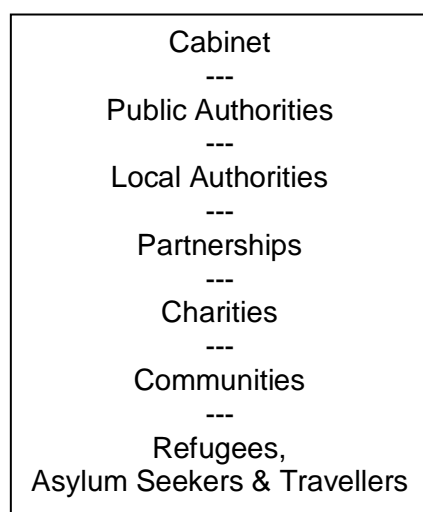 Cabinet
---
Public Authorities
---
Local Authorities
---
Partnerships
---
Charities
---
Communities
---
Refugees,
Asylum Seekers & Travellers